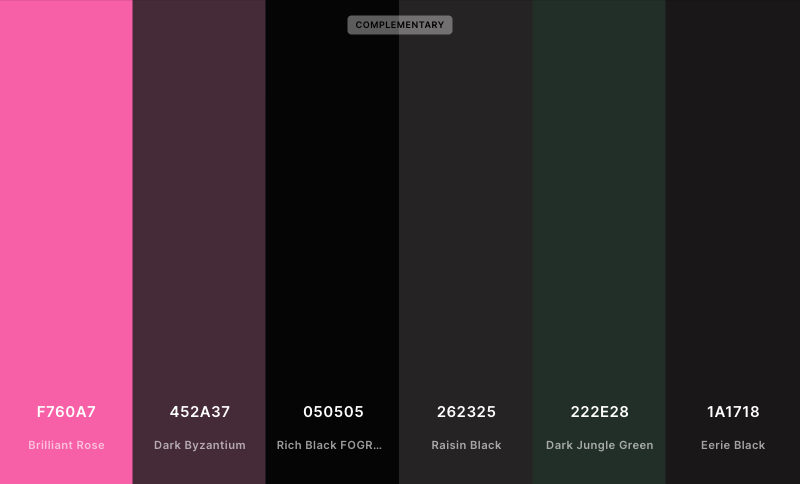 COMPLEMENTARY
F760A7 452A37 050505 262325 222E28 1A1718
Brilliant Rose Dark Byzantium Rich Black FOGR... Raisin Black Dark Jungle Green Eerie Black